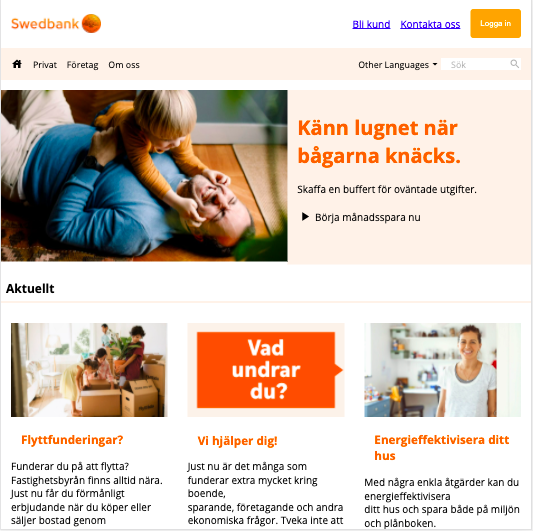 Swedbank
Bli kund Kontakta oss Logga in
Privat Företag Om oss Other Languages Sök
Känn lugnet när
bågarna knäcks.
Skaffa en buffert för oväntade utgifter.
Börja månadsspara nu
Aktuellt
Vad
undrar
du?
Flyttfunderingar?
Funderar du på att flytta?
Fastighetsbyrån finns alltid nära.
Just nu får du förmånligt
erbjudande när du köper eller
säljer bostad genom
Vi hjälper dig!
Just nu är det många som
funderar extra mycket kring
boende,
sparande, företagande och andra
ekonomiska frågor. Tveka inte att
Energieffektivisera ditt
hus
Med några enkla åtgärder kan du
energieffektivisera
ditt hus och spara både på miljön
och plånboken.